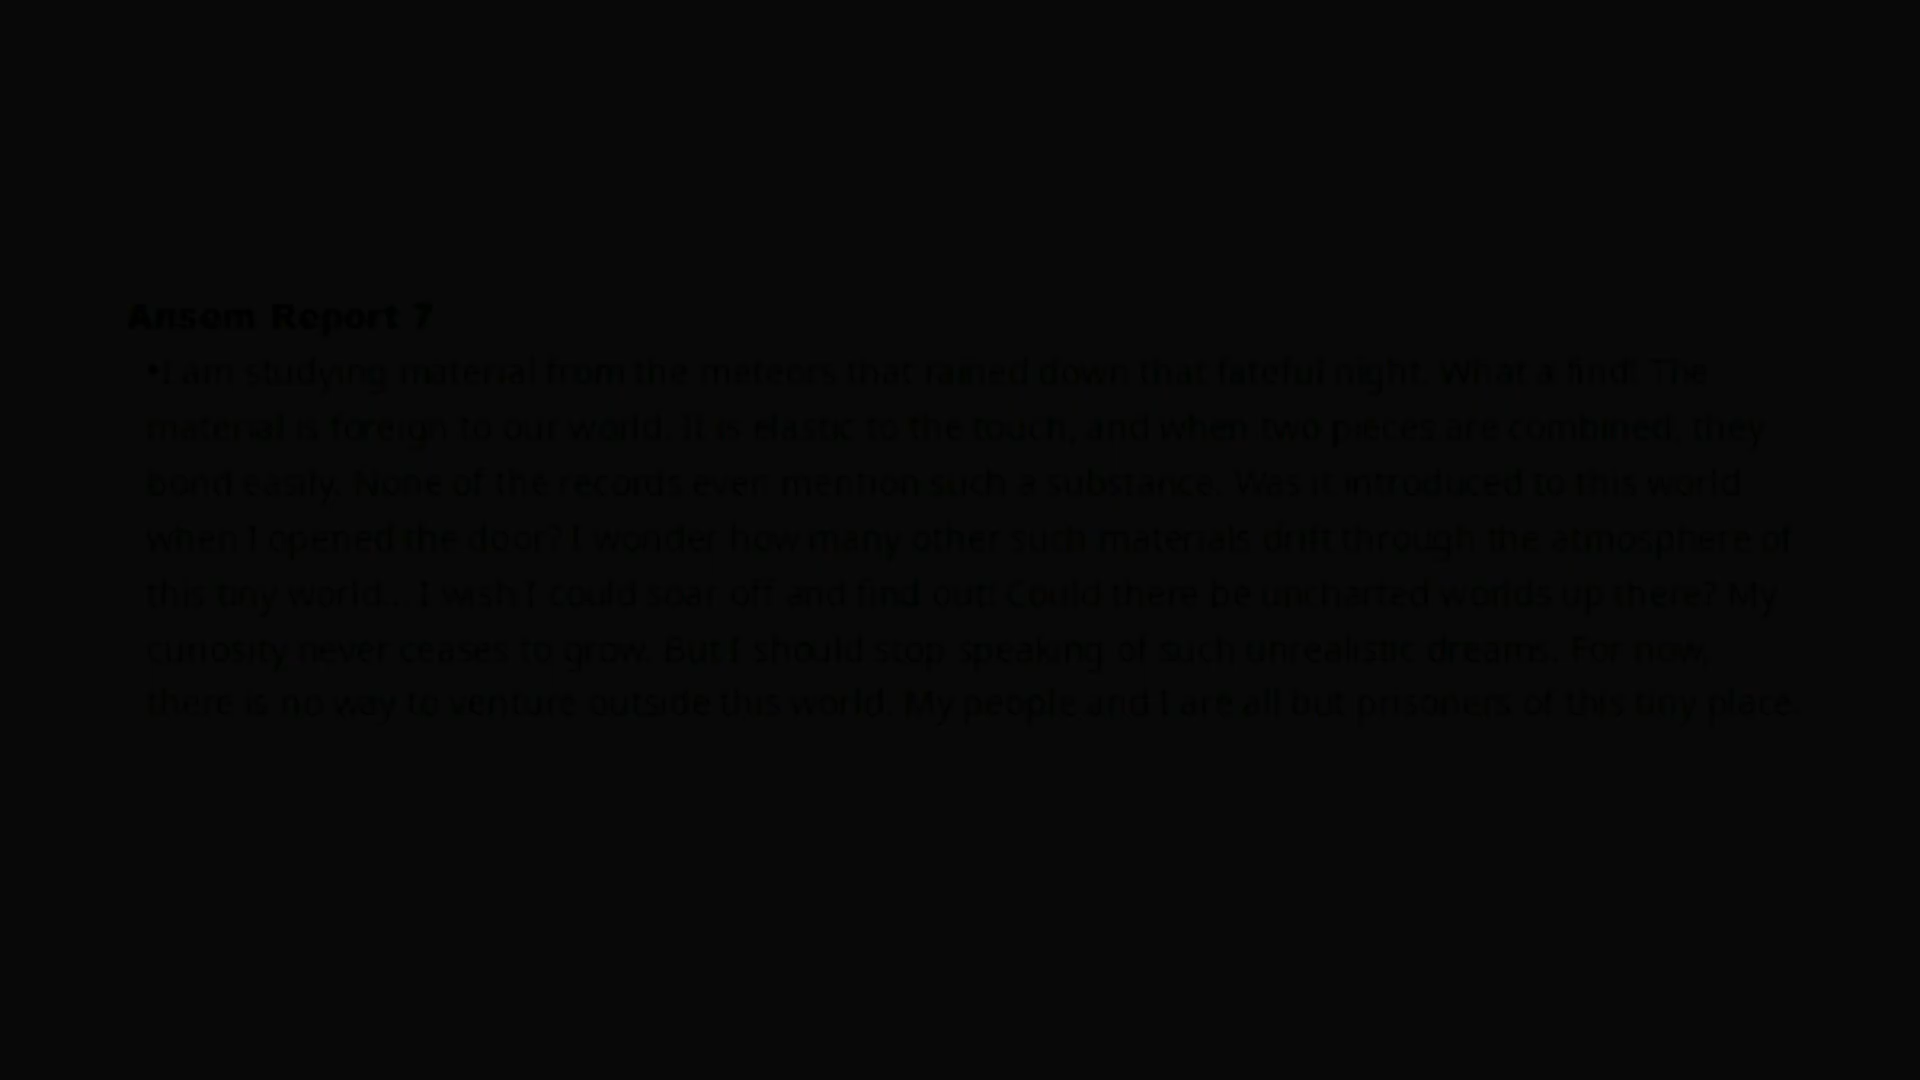 Ansem Report 7
•I am studying material from the meteors that rained down that fateful night. What a find! The
material is foreign to our world. It is elastic to the touch, and when two pieces are combined, they
bond easily. None of the records even mention such a substance. Was it introduced to this world
when I opened the door? I wonder how many other such materials drift through the atmosphere of
this tiny world... I wish I could soar off and find out! Could there be uncharted worlds up there? My
curiosity never ceases to grow. But I should stop speaking of such unrealistic dreams. For now,
there is no way to venture outside this world. My people and I are all but prisoners of this tiny place.